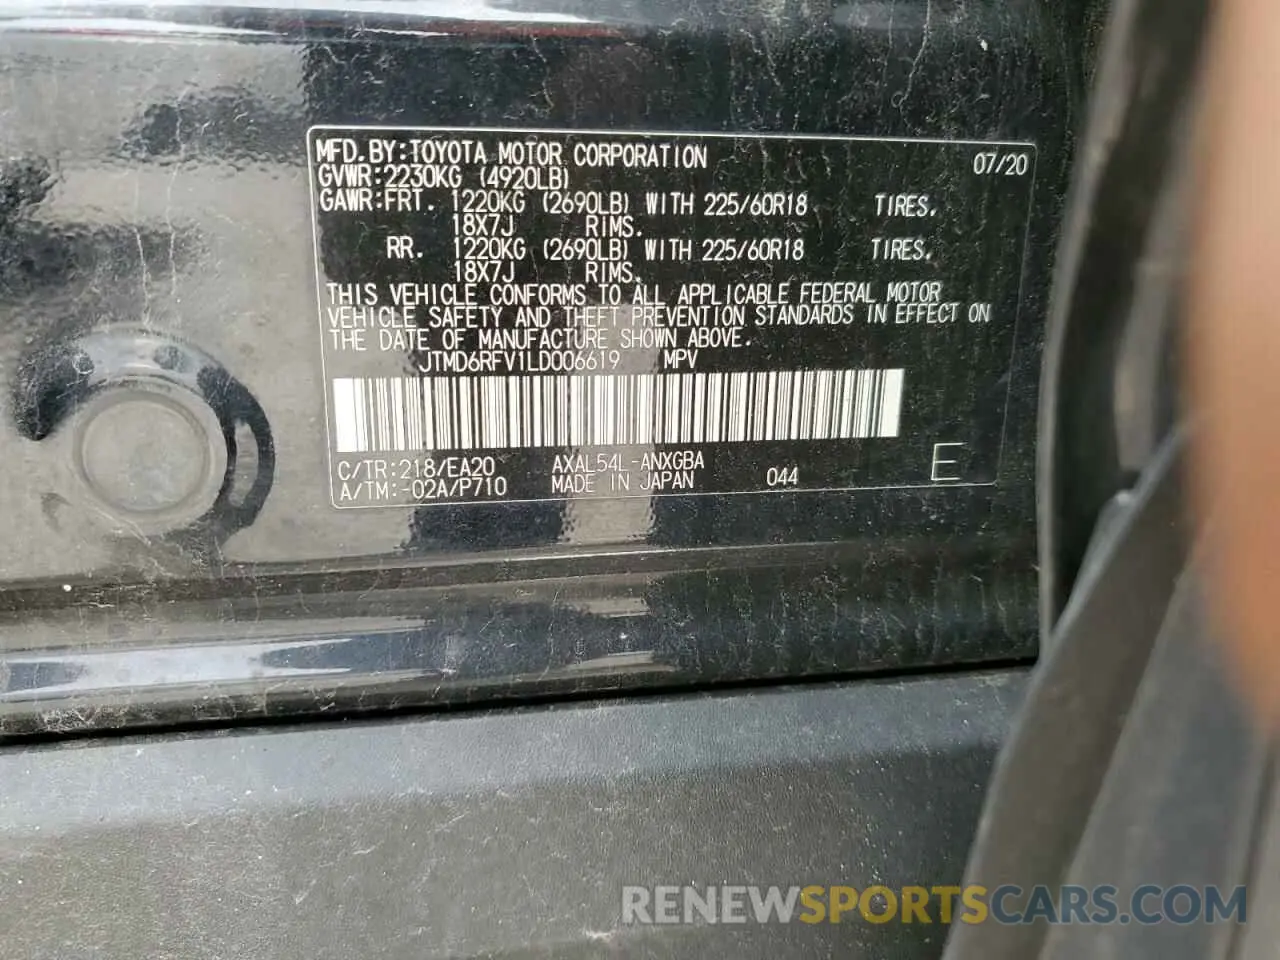 MFD.BY:TOYOTA MOTOR CORPORATION 07/20
GVWR:2230KG (4920LB)
GAWR:FRT. 1220KG (2690LB) WITH 225/60R18 TIRES.
18X7J RIMS.
RR. 1220KG (2690LB) WITH 225/60R18 TIRES.
18X7J RIMS.
THIS VEHICLE CONFORMS TO ALL APPLICABLE FEDERAL MOTOR
VEHICLE SAFETY AND THEFT PREVENTION STANDARDS IN EFFECT ON
THE DATE OF MANUFACTURE SHOWN ABOVE.
JTMD6RFV1LD006619 MPV
C/TR:218/EA20 AXAL54L-ANXGBA
A/TM:-02A/P710 MADE IN JAPAN 044 E
RENEWSPORTSCARS.COM